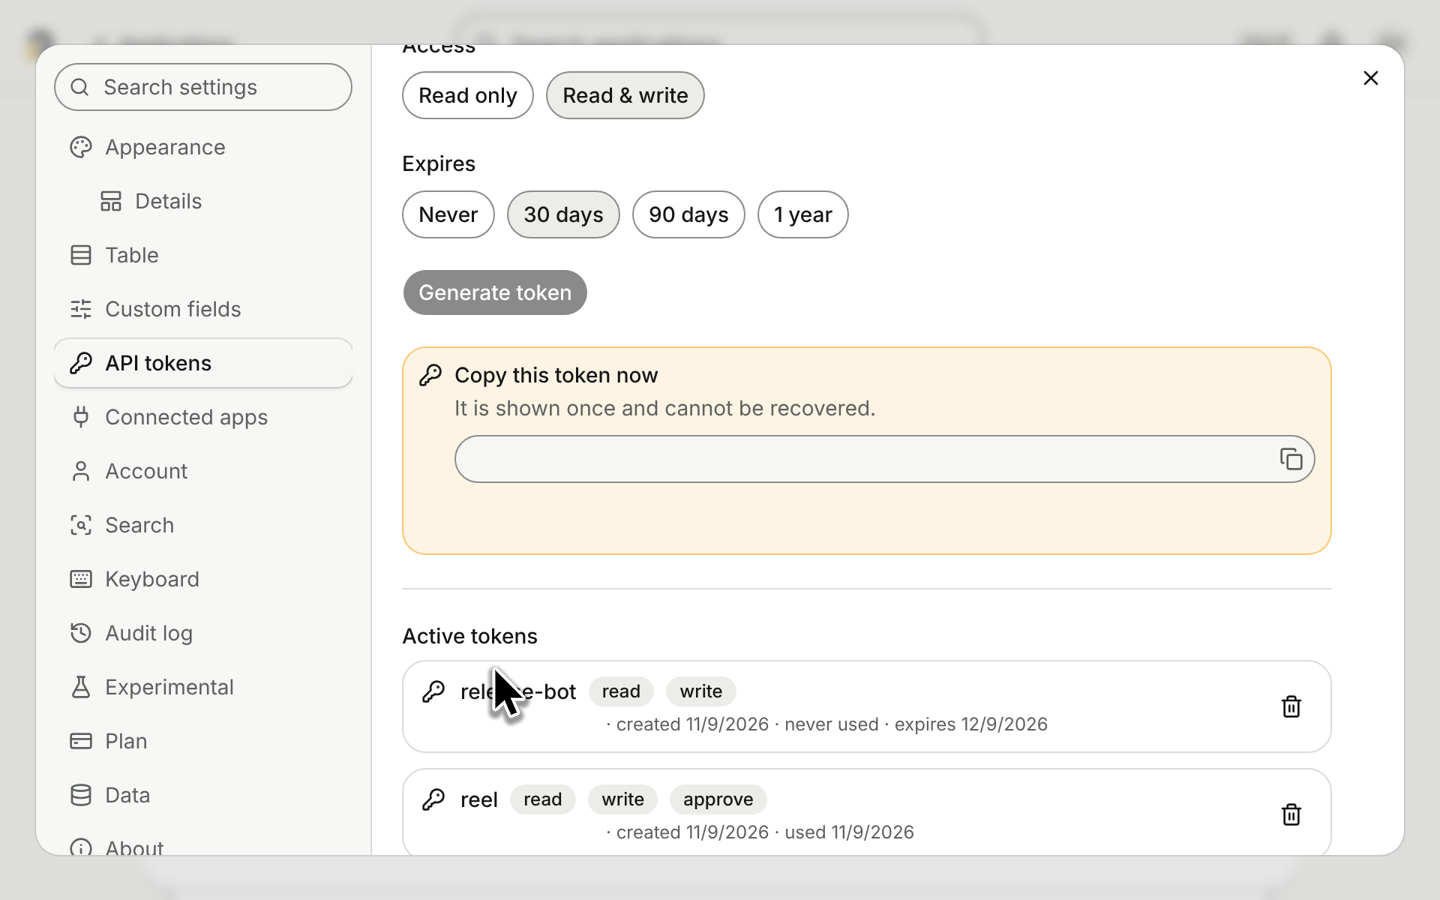 Access
Search settings
Read only Read & write
Appearance
Expires
Details
Never 30 days 90 days 1 year
Table
Generate token
Custom fields
API tokens
Copy this token now
It is shown once and cannot be recovered.
Connected apps
Account
Search
Keyboard
Audit log
Active tokens
Experimental
read write
· created 11/9/2026 · never used · expires 12/9/2026
Plan
Data
reel read write approve
· created 11/9/2026 · used 11/9/2026
About